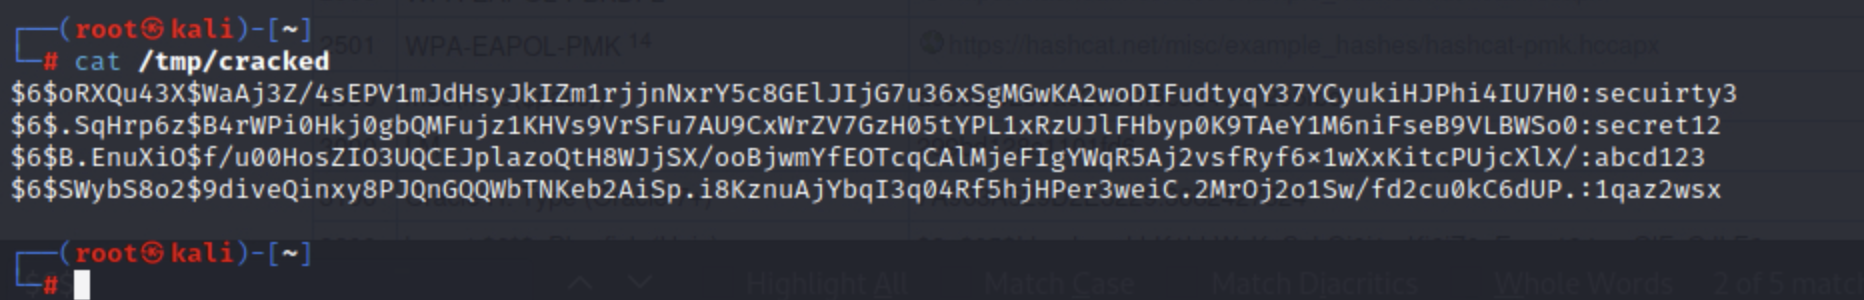 ┌──(root㉿kali)-[~]
└─# cat /tmp/cracked
$6$oRXQu43X$WaAj3Z/4sEPV1mJdHsyJkIZm1rjjnNxrY5c8GElJIjG7u36xSgMGwKA2woDIFudtyqY37YCyukiHJPhi4IU7H0:secuirty3
$6$.SqHrp6z$B4rWPi0Hkj0gbQMFujz1KHVs9VrSFu7AU9CxWrZV7GzH05tYPL1xRzUJlFHbyp0K9TAeY1M6niFseB9VLBWSo0:secret12
$6$B.EnuXiO$f/u00HosZIO3UQCEJplazoQtH8WJjSX/ooBjwmYfEOTcqCAlMjeFIgYWqR5Aj2vsfRyf6×1wXxKitcPUjcXlX/:abcd123
$6$SWybS8o2$9diveQinxy8PJQnGQQWbTNKeb2AiSp.i8KznuAjYbqI3q04Rf5hjHPer3weiC.2MrOj2o1Sw/fd2cu0kC6dUP.:1qaz2wsx
┌──(root㉿kali)-[~]
└─#
2501 WPA-EAPOL-PMK 14 https://hashcat.net/misc/example_hashes/hashcat-pmk.hccapx
Highlight All Match Case Match Diacritics Whole Words 2 of 5